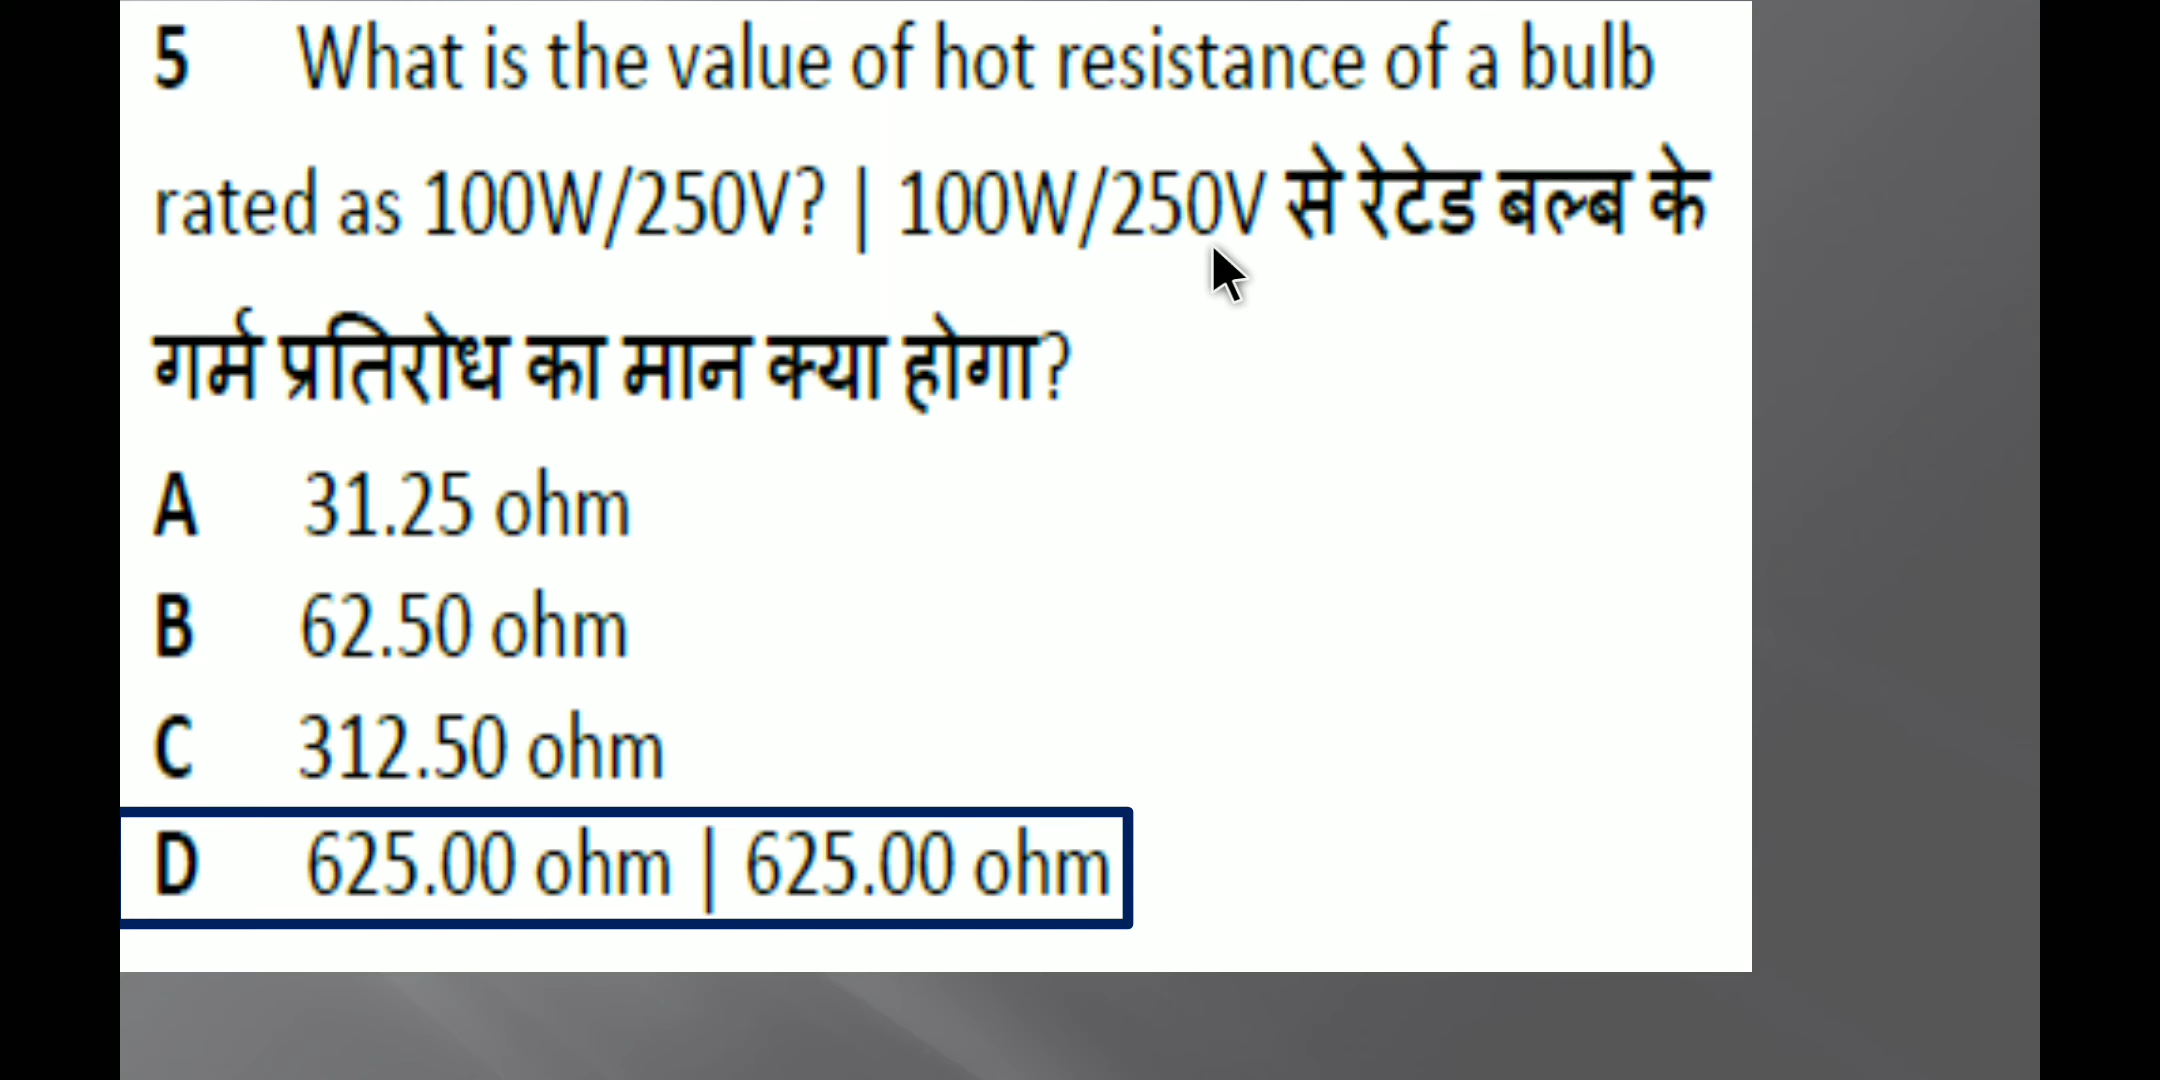 5 What is the value of hot resistance of a bulb
rated as 100W/250V? | 100W/250V से रेटेड बल्ब के
गर्म प्रतिरोध का मान क्या होगा?
A 31.25 ohm
B 62.50 ohm
C 312.50 ohm
D 625.00 ohm | 625.00 ohm